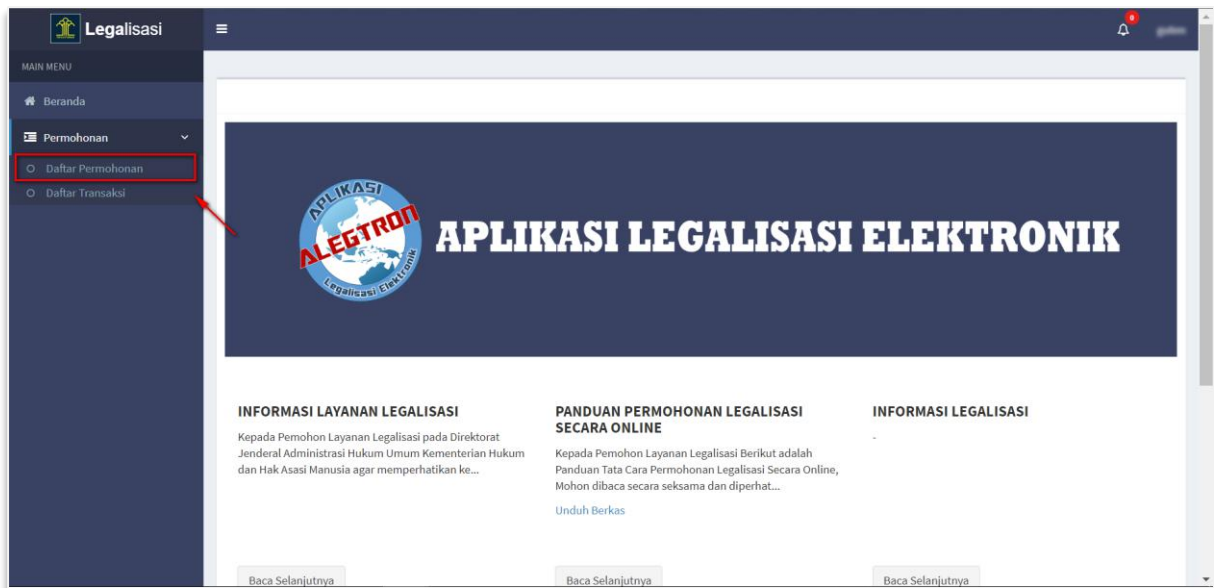 Legalisasi
0
MAIN MENU
Beranda
Permohonan
Daftar Permohonan
Daftar Transaksi
APLIKASI
ALEGTRON
Legalisasi Elektronik
APLIKASI LEGALISASI ELEKTRONIK
INFORMASI LAYANAN LEGALISASI
Kepada Pemohon Layanan Legalisasi pada Direktorat
Jenderal Administrasi Hukum Umum Kementerian Hukum
dan Hak Asasi Manusia agar memperhatikan ke...
Baca Selanjutnya
PANDUAN PERMOHONAN LEGALISASI
SECARA ONLINE
Kepada Pemohon Layanan Legalisasi Berikut adalah
Panduan Tata Cara Permohonan Legalisasi Secara Online,
Mohon dibaca secara seksama dan diperhat...
Unduh Berkas
Baca Selanjutnya
INFORMASI LEGALISASI
-
Baca Selanjutnya